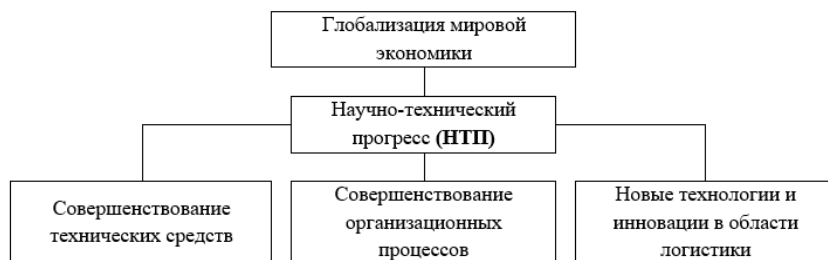 Глобализация мировой
экономики
Научно-технический
прогресс (НТП)
Совершенствование
технических средств
Совершенствование
организационных
процессов
Новые технологии и
инновации в области
логистики